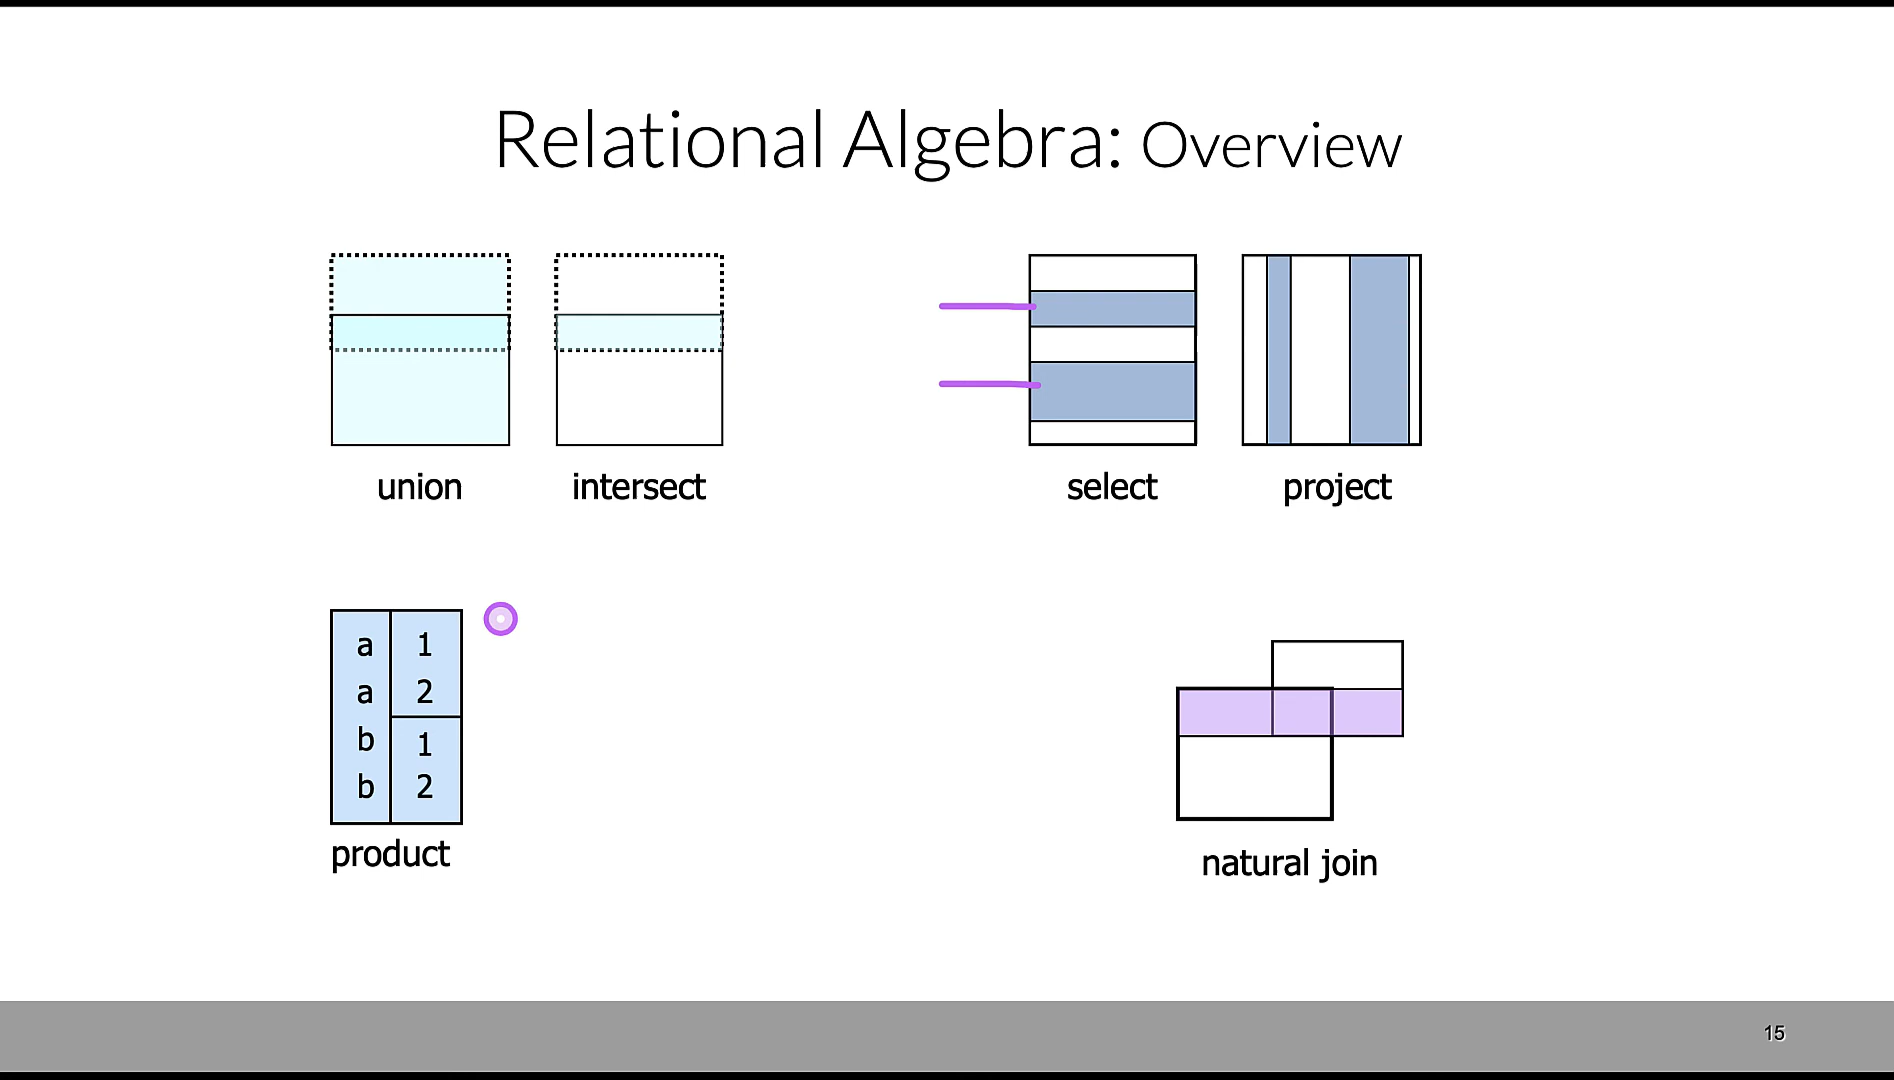 Relational Algebra: Overview
union
intersect
select
project
a 1
a 2
b 1
b 2
product
natural join
15